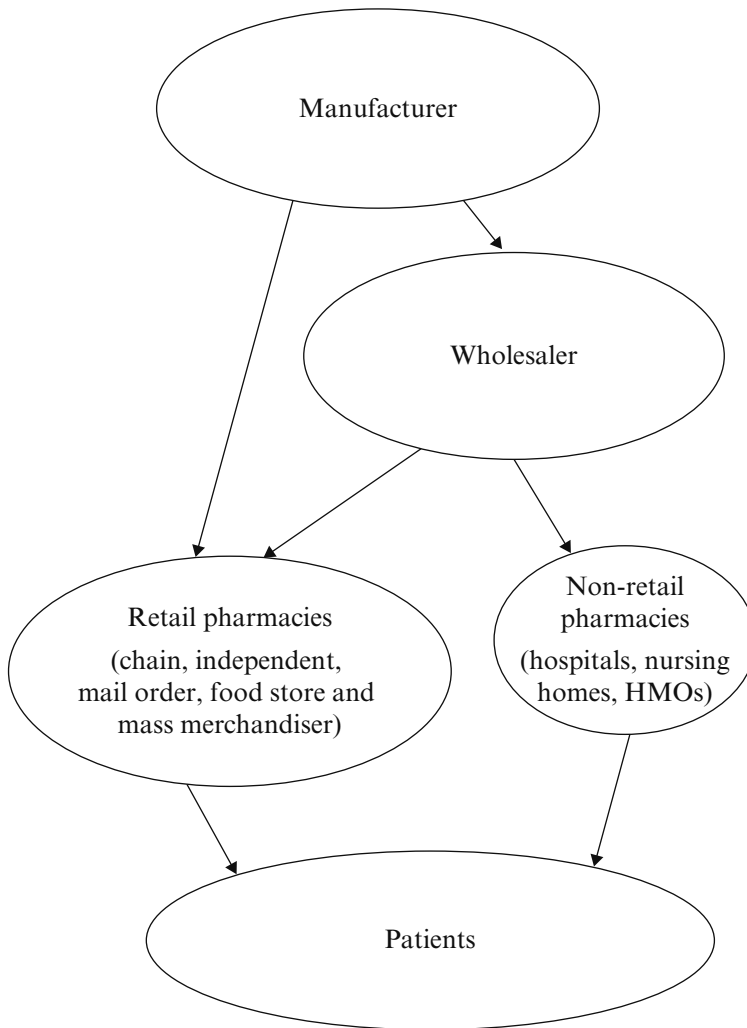 Manufacturer
Wholesaler
Retail pharmacies
(chain, independent,
mail order, food store and
mass merchandiser)
Non-retail
pharmacies
(hospitals, nursing
homes, HMOs)
Patients